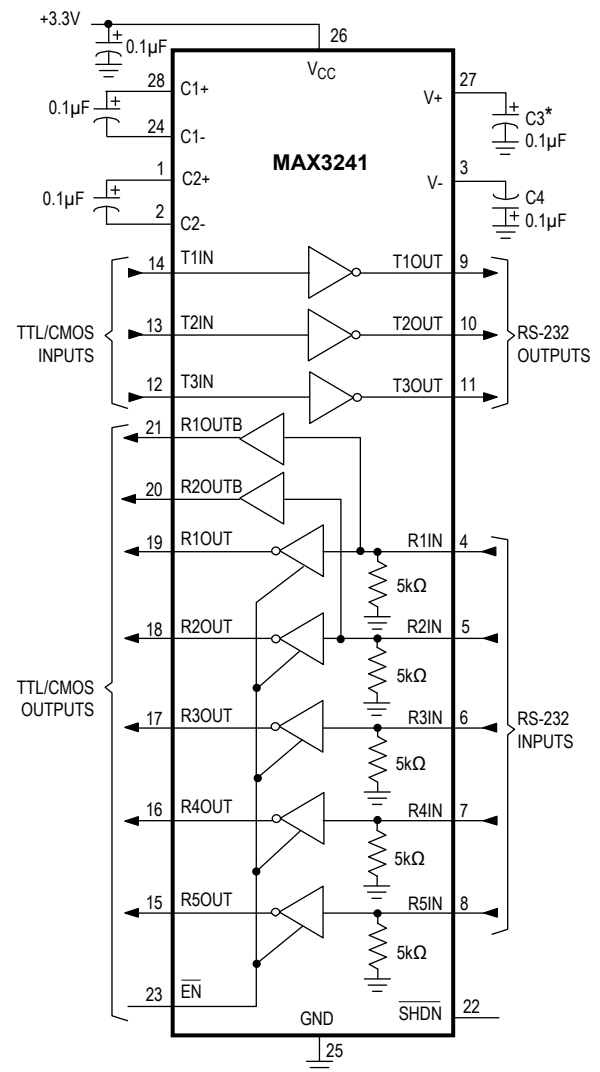 +3.3V
26
+
0.1µF
VCC
28
C1+
27
V+
0.1µF
+
+
C3*
0.1µF
24
C1-
MAX3241
1
C2+
3
V-
0.1µF
+
C4
+
0.1µF
2
C2-
14
T1IN
T1OUT
9
13
T2IN
T2OUT
10
TTL/CMOS
INPUTS
RS-232
OUTPUTS
12
T3IN
T3OUT
11
21
R1OUTB
20
R2OUTB
19
R1OUT
R1IN
4
5kΩ
18
R2OUT
R2IN
5
5kΩ
TTL/CMOS
OUTPUTS
17
R3OUT
R3IN
6
RS-232
INPUTS
5kΩ
16
R4OUT
R4IN
7
5kΩ
15
R5OUT
R5IN
8
5kΩ
23
EN
GND
SHDN
22
25